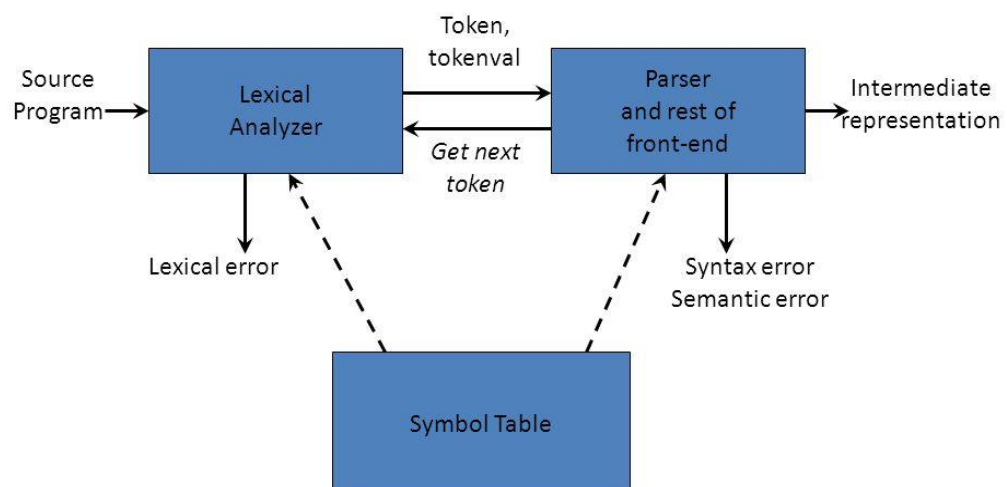 Source
Program
Lexical
Analyzer
Token,
tokenval
Get next
token
Parser
and rest of
front-end
Intermediate
representation
Lexical error
Syntax error
Semantic error
Symbol Table